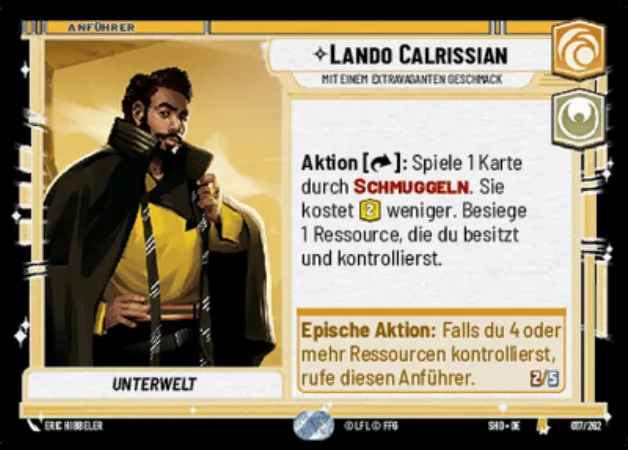 ANFÜHRER
LANDO CALRISSIAN
MIT EINEM EXTRAVAGANTEN GESCHMACK
Aktion [ ]: Spiele 1 Karte
durch SCHMUGGELN. Sie
kostet 2 weniger. Besiege
1 Ressource, die du besitzt
und kontrollierst.
Epische Aktion: Falls du 4 oder
mehr Ressourcen kontrollierst,
rufe diesen Anführer. 2/5
UNTERWELT
ERIC HIBBELER
© LFL © FFG
SHD • DE
017/262